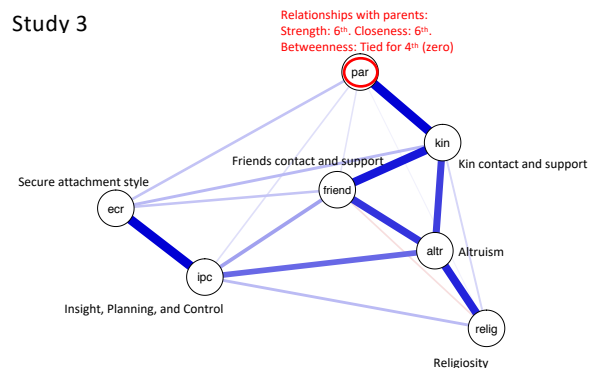 Study 3
Relationships with parents:
Strength: 6th. Closeness: 6th.
Betweenness: Tied for 4th (zero)
par
kin
Friends contact and support
Kin contact and support
Secure attachment style
friend
ecr
altr
Altruism
ipc
Insight, Planning, and Control
relig
Religiosity